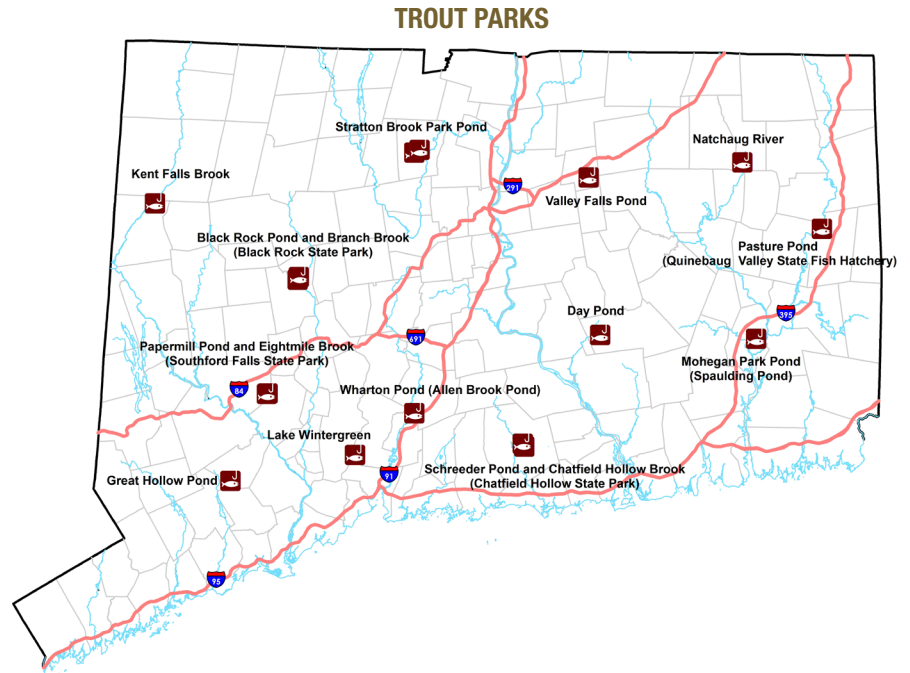 TROUT PARKS
Stratton Brook Park Pond
Natchaug River
Kent Falls Brook
291
Valley Falls Pond
Black Rock Pond and Branch Brook
(Black Rock State Park)
Pasture Pond
(Quinebaug Valley State Fish Hatchery)
Day Pond
395
691
Papermill Pond and Eightmile Brook
(Southford Falls State Park)
Mohegan Park Pond
(Spaulding Pond)
84
Wharton Pond (Allen Brook Pond)
Lake Wintergreen
Schreeder Pond and Chatfield Hollow Brook
(Chatfield Hollow State Park)
91
Great Hollow Pond
95